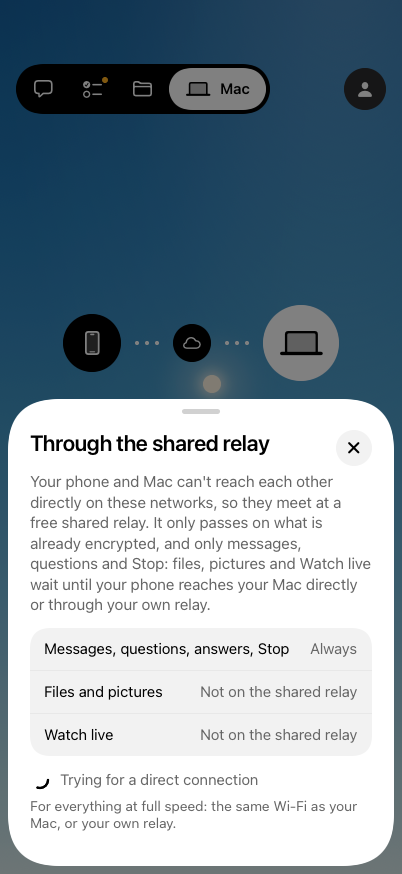 Mac
Through the shared relay
Your phone and Mac can't reach each other
directly on these networks, so they meet at a
free shared relay. It only passes on what is
already encrypted, and only messages,
questions and Stop: files, pictures and Watch live
wait until your phone reaches your Mac directly
or through your own relay.
Messages, questions, answers, Stop Always
Files and pictures Not on the shared relay
Watch live Not on the shared relay
Trying for a direct connection
For everything at full speed: the same Wi-Fi as your
Mac, or your own relay.